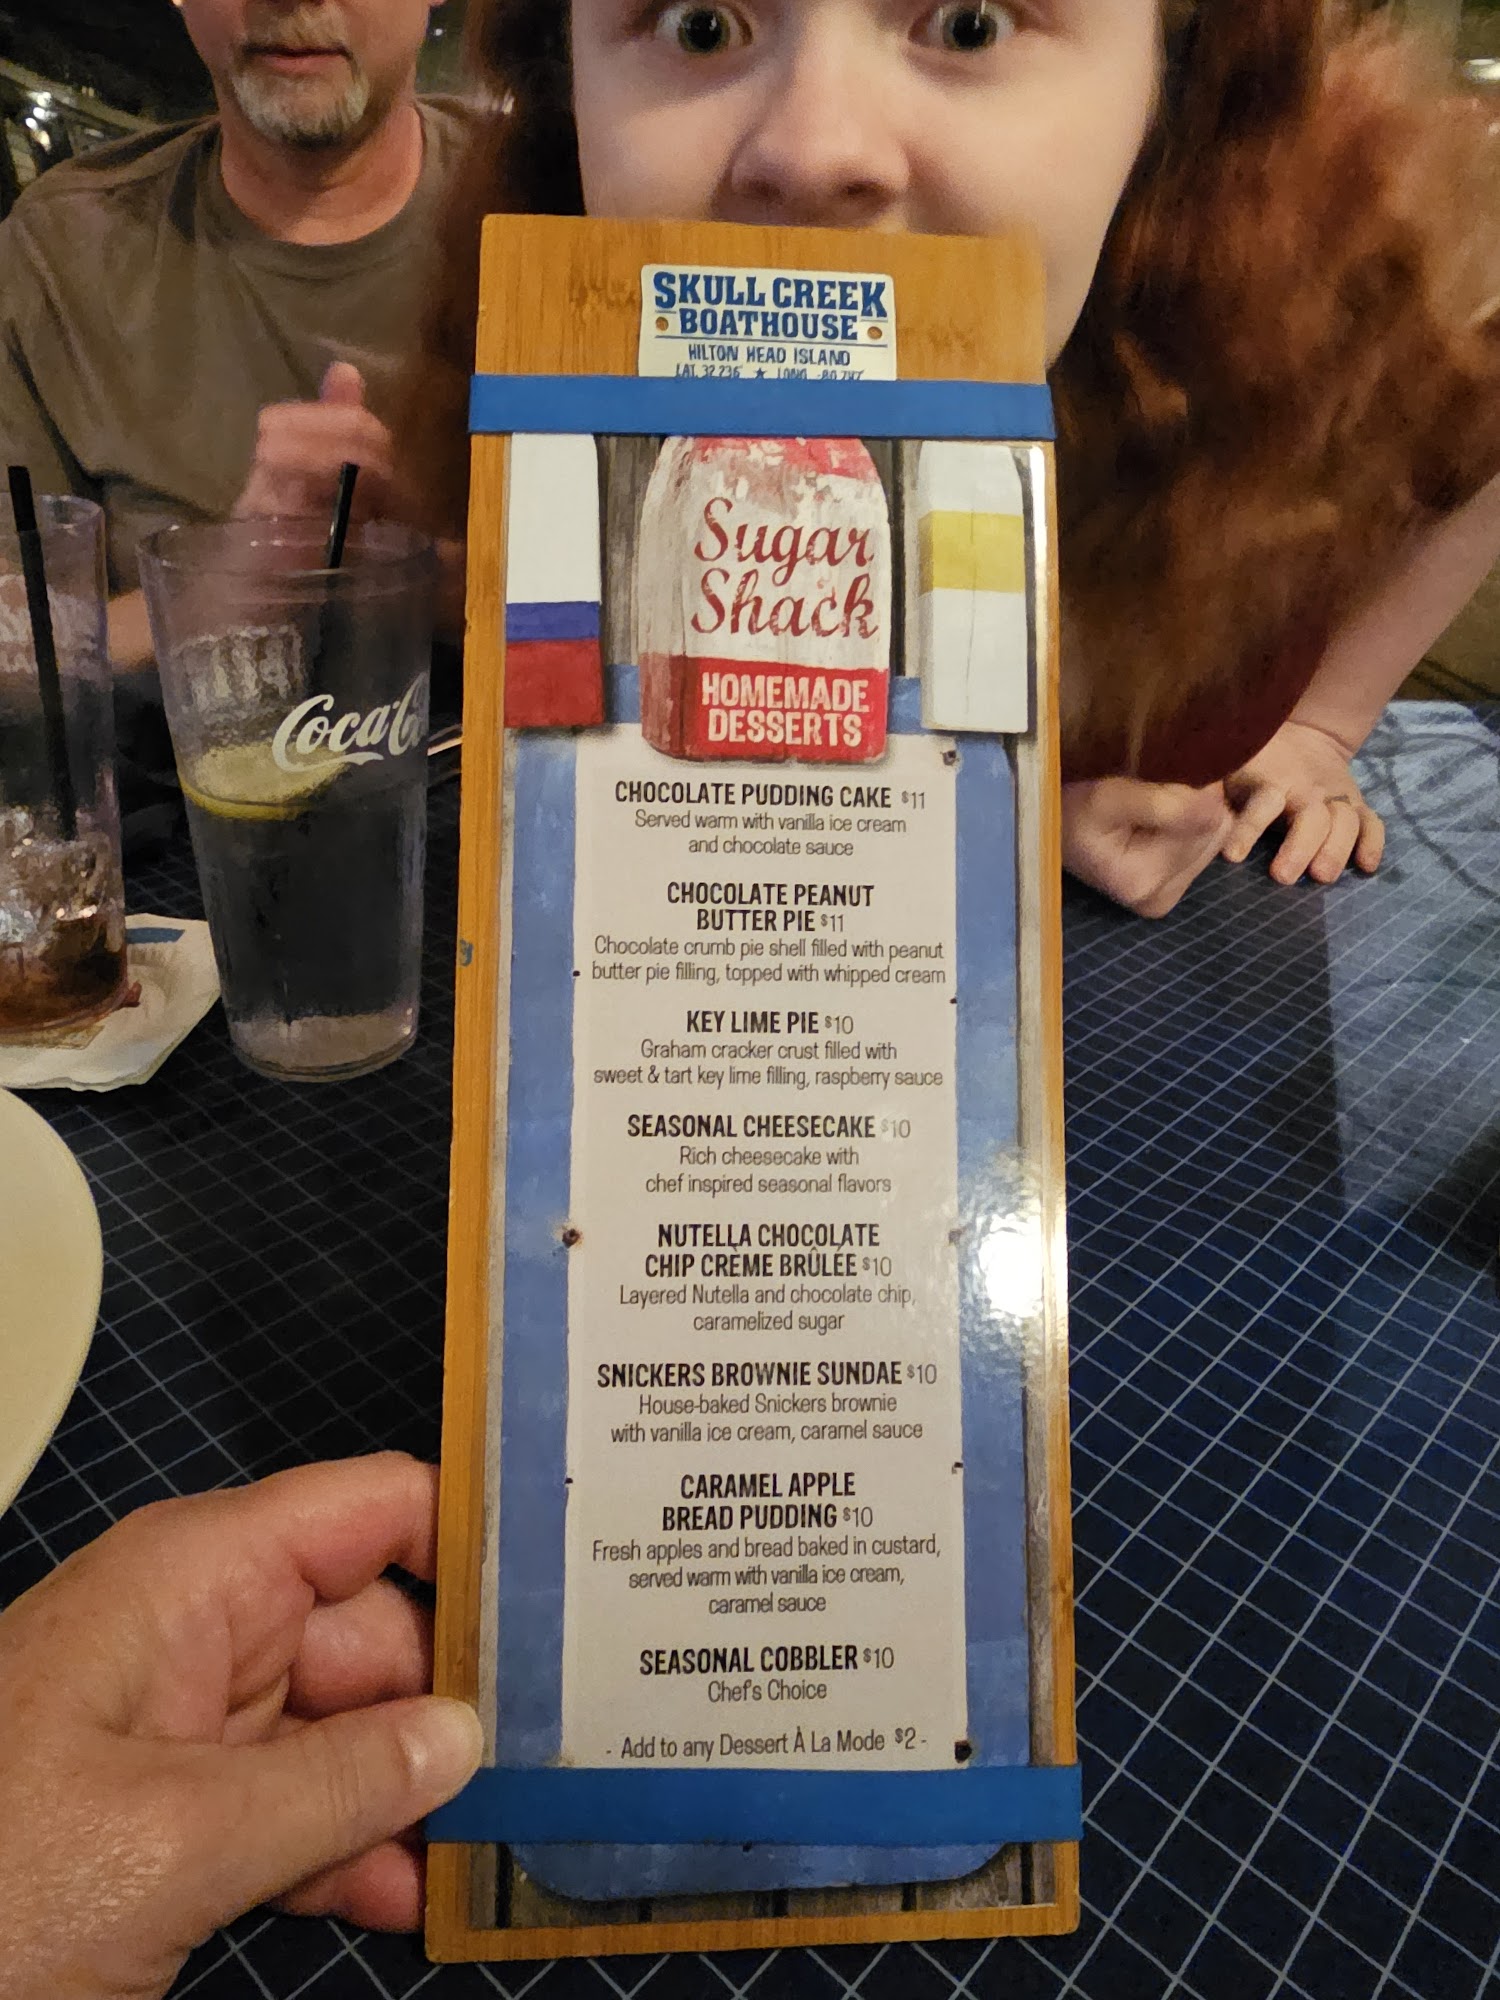 SKULL CREEK
BOATHOUSE
HILTON HEAD ISLAND
LAT. 32.236 ★ LONG
Sugar
Shack
HOMEMADE
DESSERTS
Coca-Co
CHOCOLATE PUDDING CAKE $11
Served warm with vanilla ice cream
and chocolate sauce
CHOCOLATE PEANUT
BUTTER PIE $11
Chocolate crumb pie shell filled with peanut
butter pie filling, topped with whipped cream
KEY LIME PIE $10
Graham cracker crust filled with
sweet & tart key lime filling, raspberry sauce
SEASONAL CHEESECAKE $10
Rich cheesecake with
chef inspired seasonal flavors
NUTELLA CHOCOLATE
CHIP CRÈME BRÛLÉE $10
Layered Nutella and chocolate chip,
caramelized sugar
SNICKERS BROWNIE SUNDAE $10
House-baked Snickers brownie
with vanilla ice cream, caramel sauce
CARAMEL APPLE
BREAD PUDDING $10
Fresh apples and bread baked in custard,
served warm with vanilla ice cream,
caramel sauce
SEASONAL COBBLER $10
Chef's Choice
- Add to any Dessert À La Mode $2 -